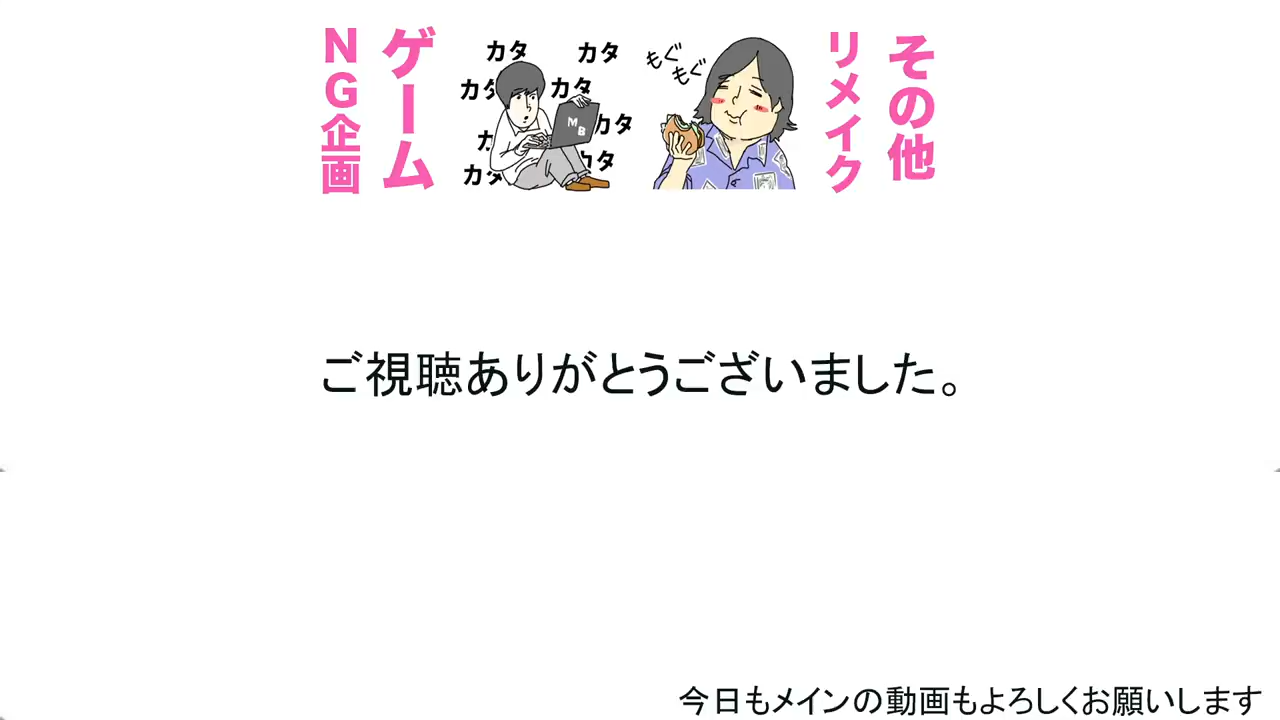 ゲーム
NG企画
カタ
カタ
カタ
カタ
カタ
カタ
カタ
MB
もぐ
もぐ
その他
リメイク
ご視聴ありがとうございました。
今日もメインの動画もよろしくお願いします